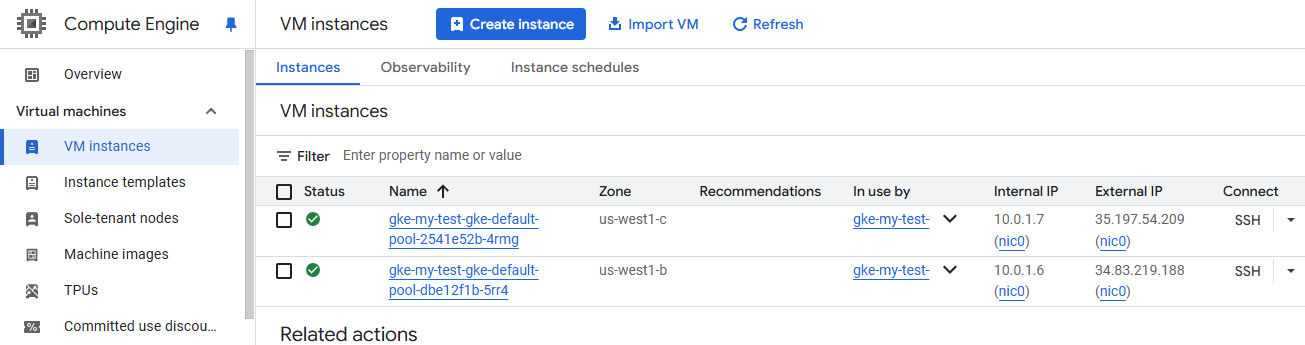 Compute Engine
VM instances
Create instance
Import VM
Refresh
Overview
Virtual machines
VM instances
Instance templates
Sole-tenant nodes
Machine images
TPUs
Committed use discou...
Instances
Observability
Instance schedules
VM instances
Filter Enter property name or value
Status Name Zone Recommendations In use by Internal IP External IP Connect
gke-my-test-gke-default- us-west1-c gke-my-test- 10.0.1.7 35.197.54.209 SSH
pool-2541e52b-4rmg (nic0) (nic0)
gke-my-test-gke-default- us-west1-b gke-my-test- 10.0.1.6 34.83.219.188 SSH
pool-dbe12f1b-5rr4 (nic0) (nic0)
Related actions